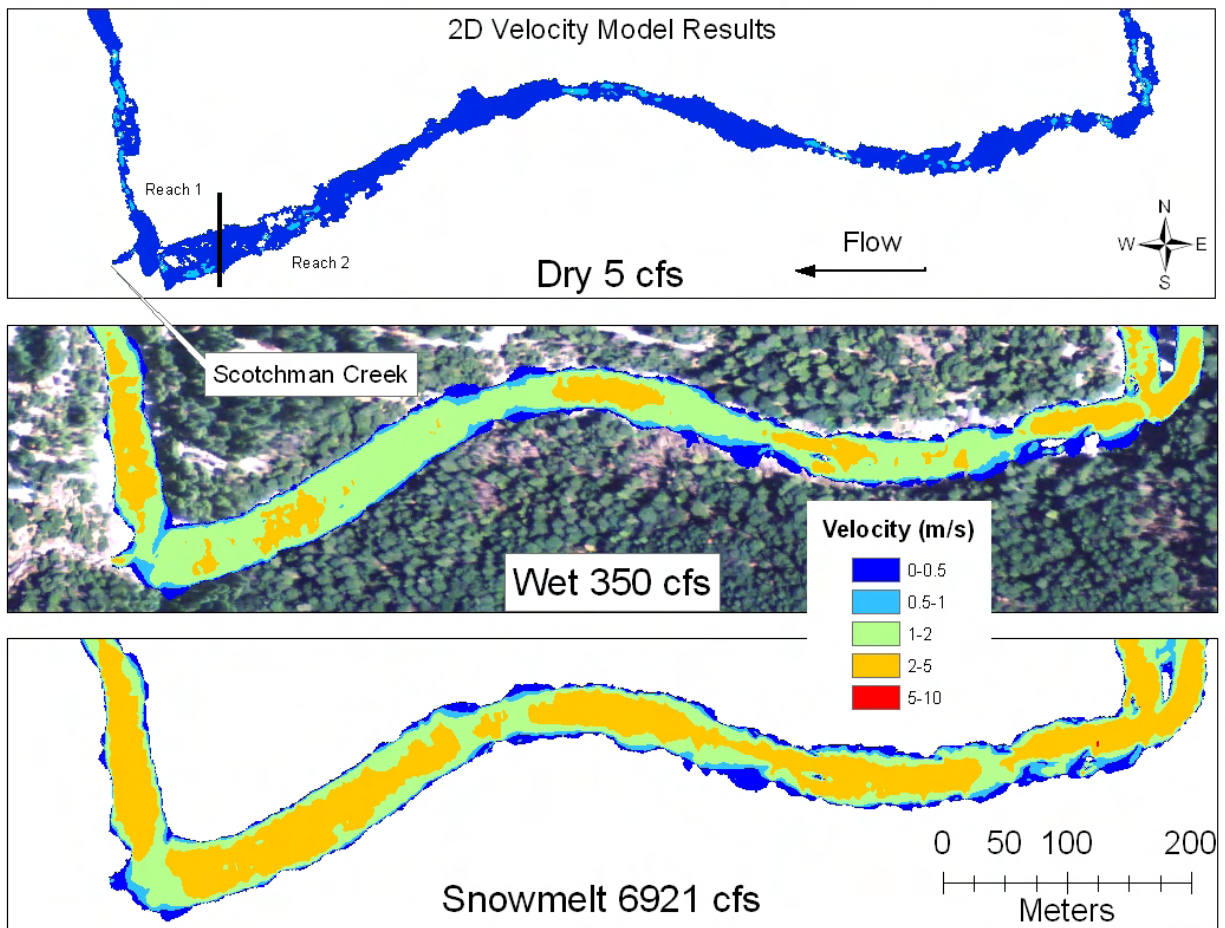 2D Velocity Model Results
Reach 1
Reach 2
Flow
N
W E
S
Dry 5 cfs
Scotchman Creek
Wet 350 cfs
Velocity (m/s)
0-0.5
0.5-1
1-2
2-5
5-10
Snowmelt 6921 cfs
0 50 100 200
Meters